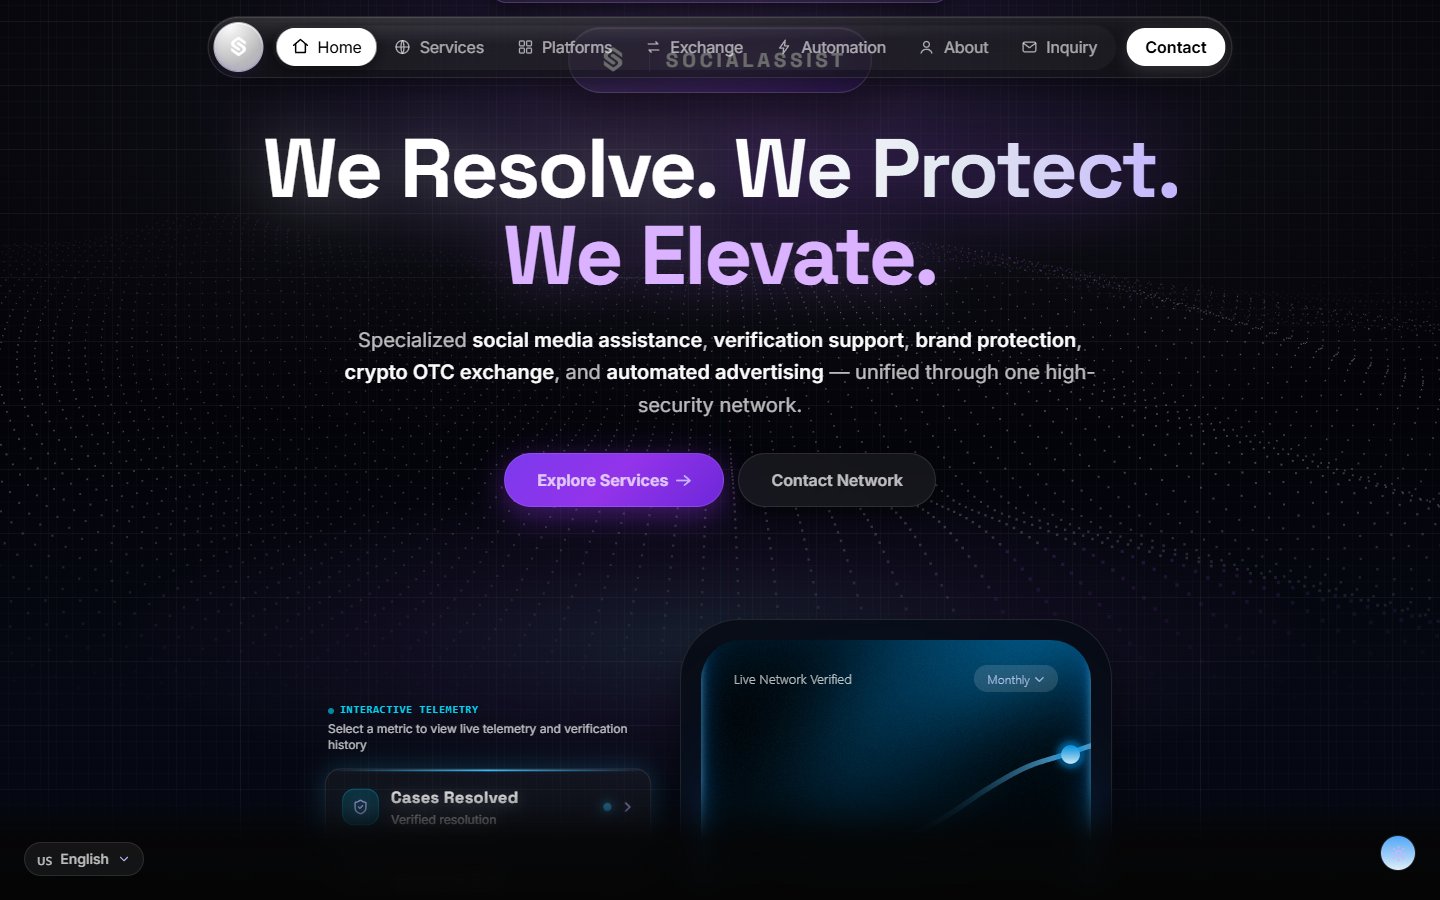 Home
Services
Platforms
Exchange
Automation
About
Inquiry
Contact
SOCIALASSIST
We Resolve. We Protect.
We Elevate.
Specialized social media assistance, verification support, brand protection,
crypto OTC exchange, and automated advertising — unified through one high-
security network.
Explore Services →
Contact Network
Live Network Verified
Monthly
INTERACTIVE TELEMETRY
Select a metric to view live telemetry and verification
history
Cases Resolved
Verified resolution
US English